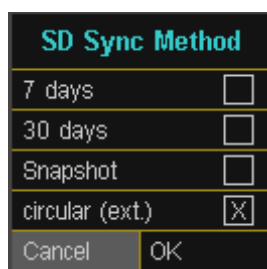 SD Sync Method
7 days
30 days
Snapshot
circular (ext.) X
Cancel OK